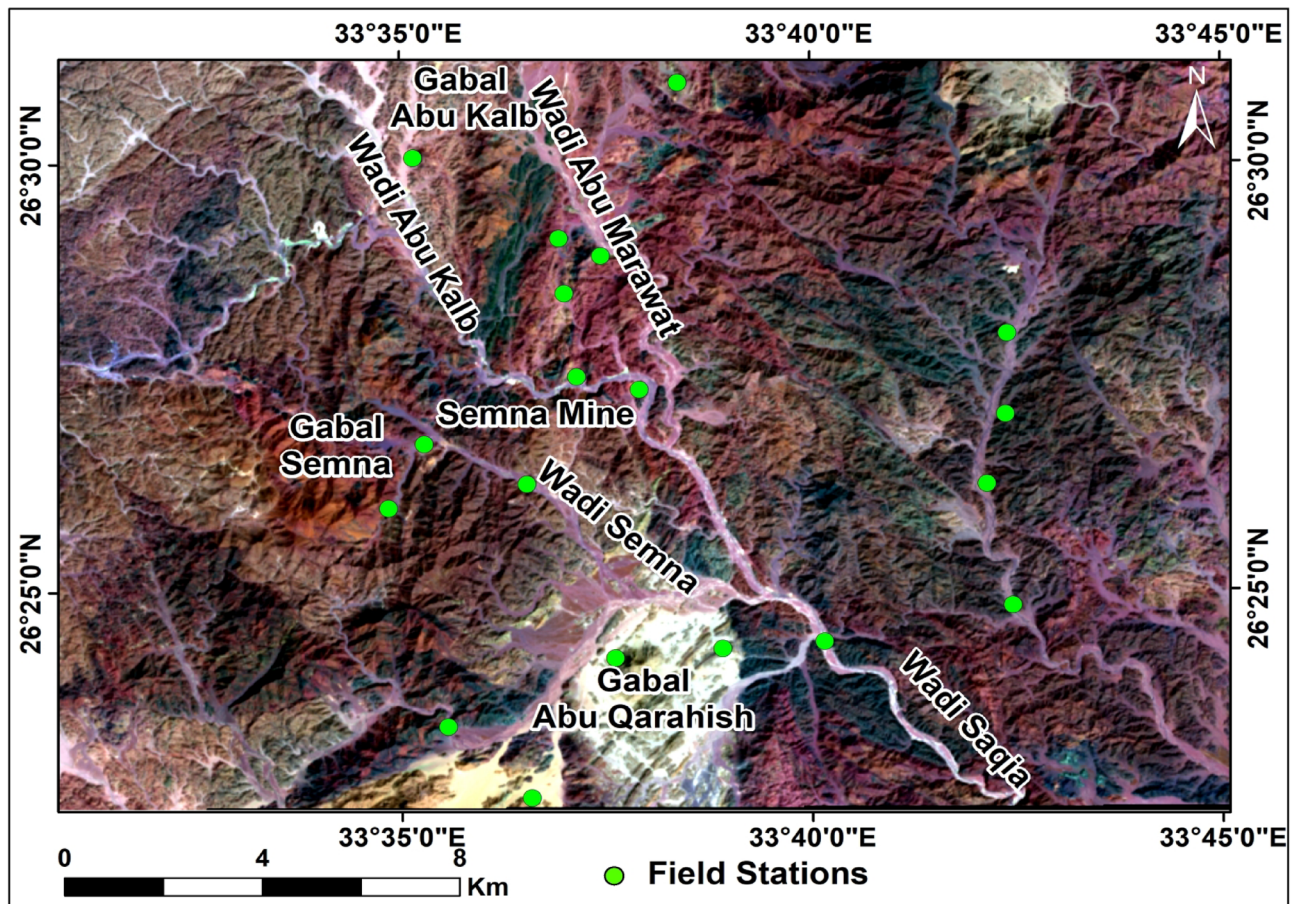 33°35'0"E
33°40'0"E
33°45'0"E
N
Gabal
Abu Kalb
Wadi Abu Marawat
Wadi Abu Kalb
26°30'0"N
26°30'0"N
Semna Mine
Gabal
Semna
Wadi Semna
26°25'0"N
26°25'0"N
Gabal
Abu Qarahish
Wadi Saqia
33°35'0"E
33°40'0"E
33°45'0"E
0
4
8
Km
Field Stations